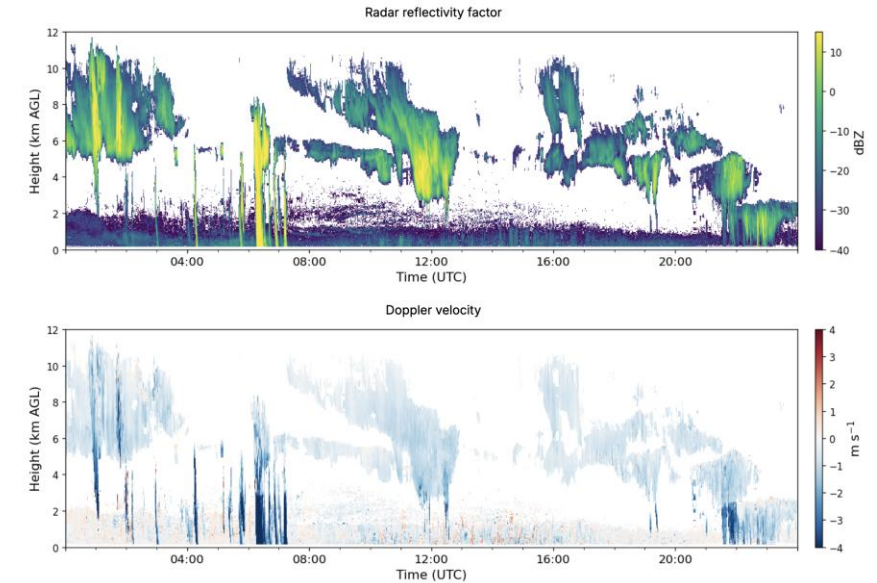 Radar reflectivity factor
12
10
8
6
4
2
0
Height (km AGL)
04:00 08:00 12:00 16:00 20:00
Time (UTC)
10
0
−10
−20
−30
−40
dBZ
Doppler velocity
12
10
8
6
4
2
0
Height (km AGL)
04:00 08:00 12:00 16:00 20:00
Time (UTC)
4
3
2
1
0
−1
−2
−3
−4
m s⁻¹